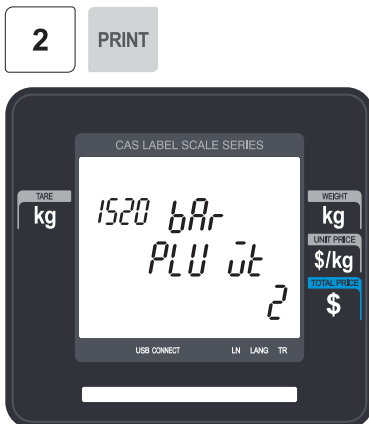 2 PRINT
CAS LABEL SCALE SERIES
TARE
kg
1520 bAr
PLU
2
WEIGHT
kg
UNIT PRICE
$/kg
TOTAL PRICE
$
USB CONNECT LN LANG TR